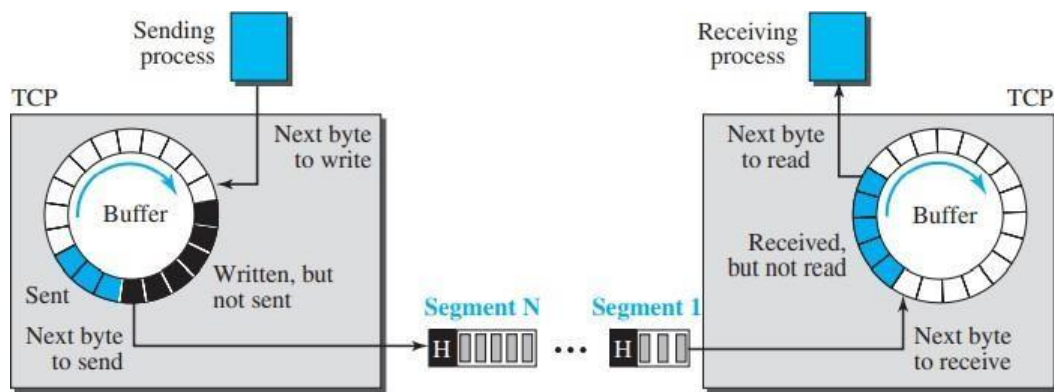 Sending
process
Receiving
process
TCP
TCP
Next byte
to write
Next byte
to read
Buffer
Buffer
Written, but
not sent
Received,
but not read
Sent
Segment N
Segment 1
Next byte
to send
H
H
Next byte
to receive